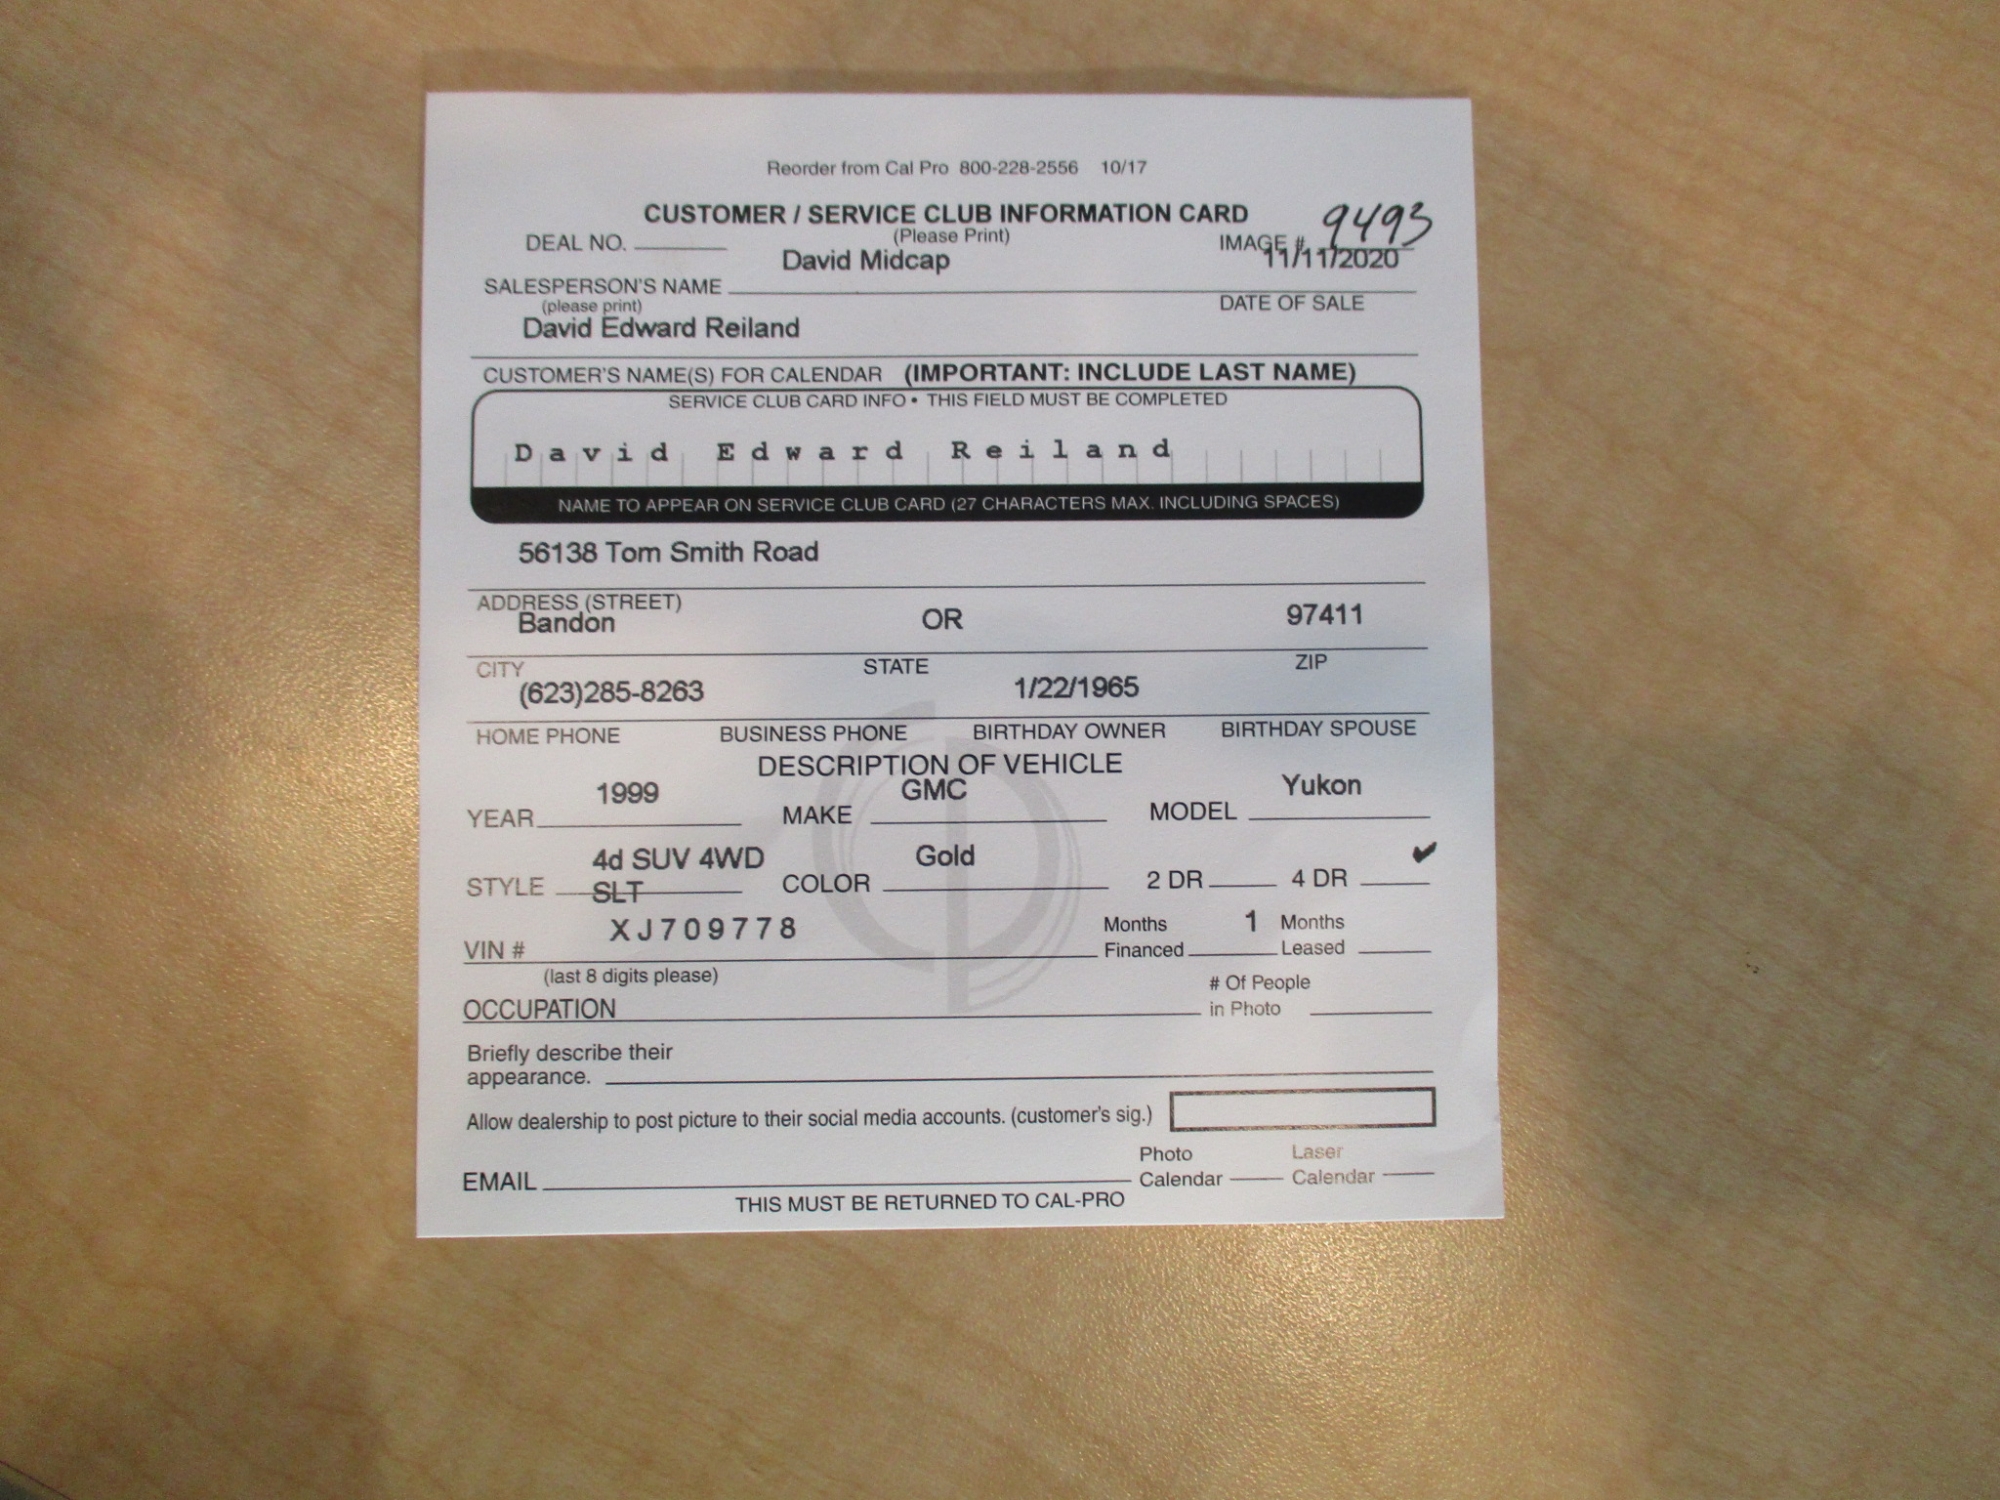 Reorder from Cal Pro 800-228-2556 10/17
CUSTOMER / SERVICE CLUB INFORMATION CARD
(Please Print)
DEAL NO.
IMAGE # 9493
David Midcap
11/11/2020
SALESPERSON'S NAME
(please print)
DATE OF SALE
David Edward Reiland
CUSTOMER'S NAME(S) FOR CALENDAR (IMPORTANT: INCLUDE LAST NAME)
SERVICE CLUB CARD INFO • THIS FIELD MUST BE COMPLETED
David Edward Reiland
NAME TO APPEAR ON SERVICE CLUB CARD (27 CHARACTERS MAX. INCLUDING SPACES)
56138 Tom Smith Road
ADDRESS (STREET)
Bandon OR 97411
CITY STATE ZIP
(623)285-8263 1/22/1965
HOME PHONE BUSINESS PHONE BIRTHDAY OWNER BIRTHDAY SPOUSE
DESCRIPTION OF VEHICLE
1999 GMC Yukon
YEAR MAKE MODEL
4d SUV 4WD Gold ✔
STYLE SLT COLOR 2 DR 4 DR
XJ709778 Months 1 Months
VIN # Financed Leased
(last 8 digits please)
# Of People
OCCUPATION in Photo
Briefly describe their
appearance.
Allow dealership to post picture to their social media accounts. (customer's sig.)
Photo Laser
EMAIL Calendar Calendar
THIS MUST BE RETURNED TO CAL-PRO